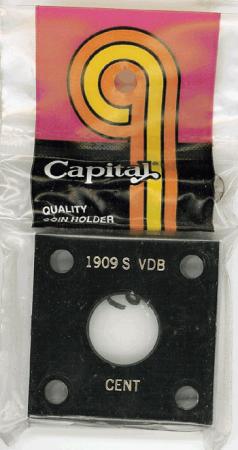 Capital
QUALITY
COIN HOLDER
1909 S VDB
CENT